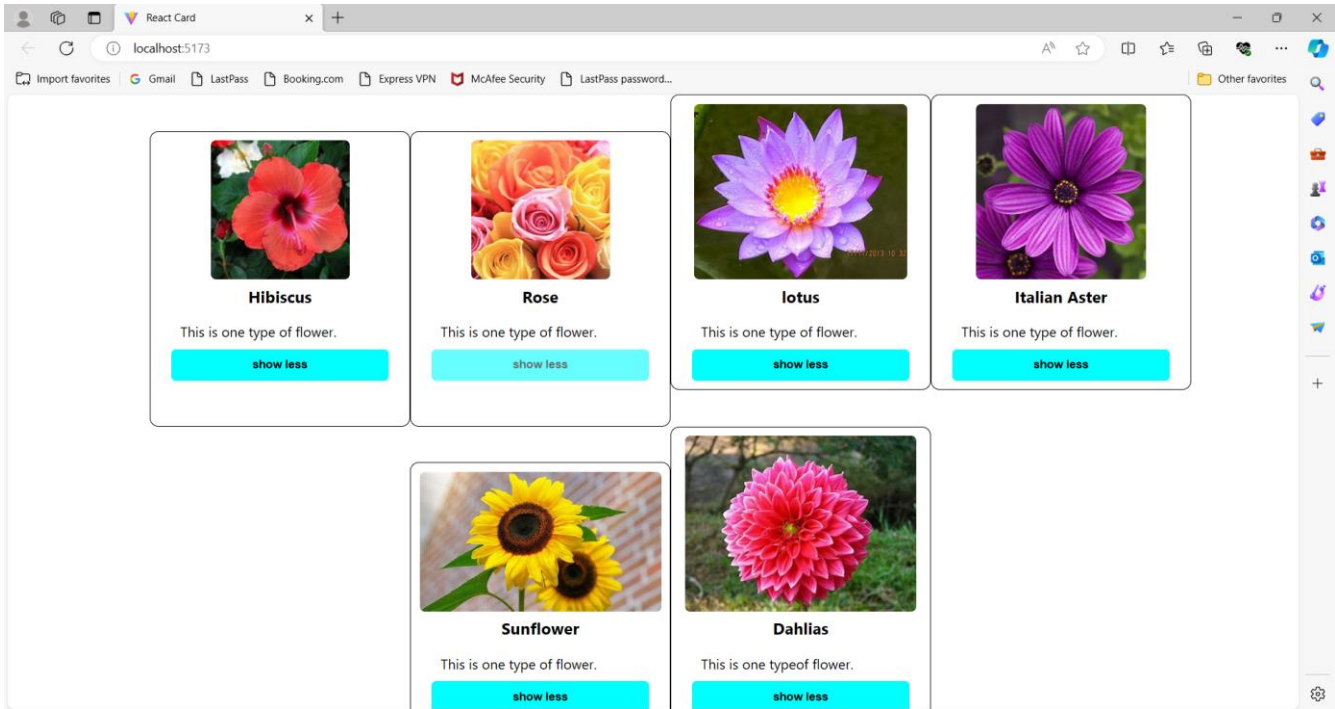 React Card
localhost:5173
Import favorites Gmail LastPass Booking.com Express VPN McAfee Security LastPass password... Other favorites
Hibiscus Rose lotus Italian Aster
This is one type of flower. This is one type of flower. This is one type of flower. This is one type of flower.
show less show less show less show less
Sunflower Dahlias
This is one type of flower. This is one typeof flower.
show less show less